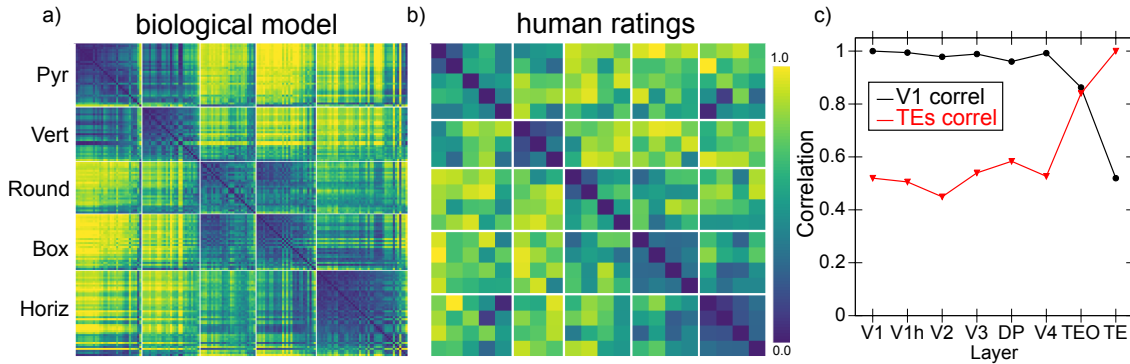 a)
biological model
Pyr
Vert
Round
Box
Horiz
b)
human ratings
1.0
0.0
c)
1
0.8
0.6
0.4
0.2
0
Correlation
V1 correl
TEs correl
V1 V1h V2 V3 DP V4 TEO TE
Layer